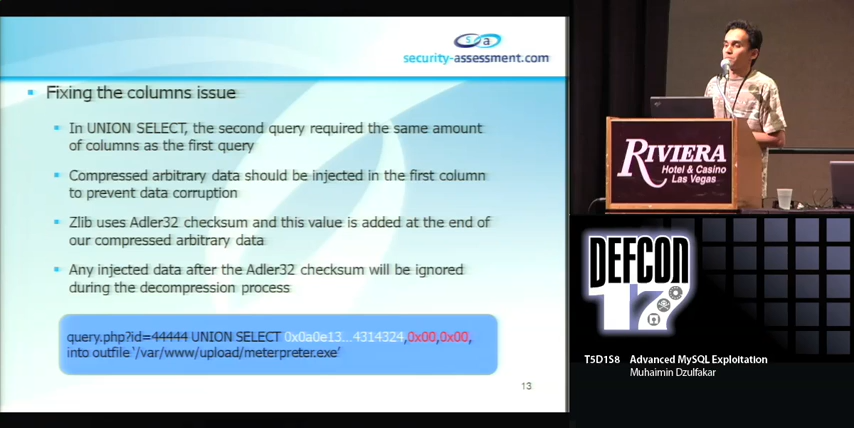 5 a
security-assessment.com
Fixing the columns issue
In UNION SELECT, the second query required the same amount
of columns as the first query
Compressed arbitrary data should be injected in the first column
to prevent data corruption
Zlib uses Adler32 checksum and this value is added at the end of
our compressed arbitrary data
Any injected data after the Adler32 checksum will be ignored
during the decompression process
query.php?id=44444 UNION SELECT 0x0a0e13...4314324,0x00,0x00,
into outfile '/var/www/upload/meterpreter.exe'
13
RIVIERA
Hotel & Casino
Las Vegas
DEFCON
17
T5D1S8 Advanced MySQL Exploitation
Muhaimin Dzulfakar